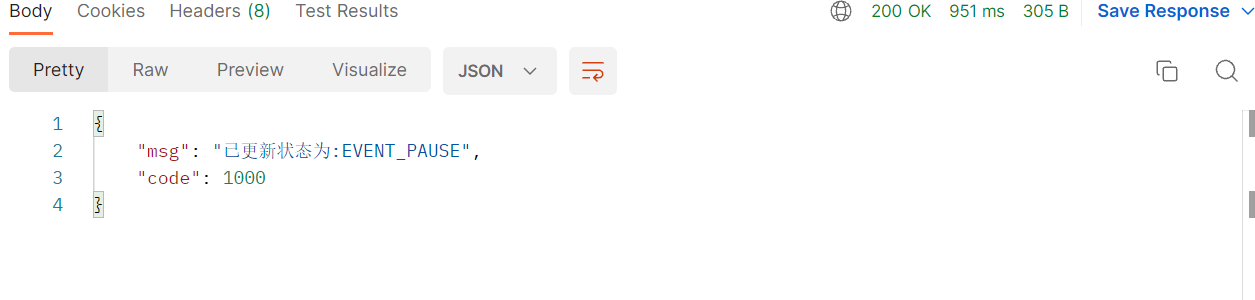 Body Cookies Headers (8) Test Results 200 OK 951 ms 305 B Save Response
Pretty Raw Preview Visualize JSON
1 {
2 "msg": "已更新状态为:EVENT_PAUSE",
3 "code": 1000
4 }